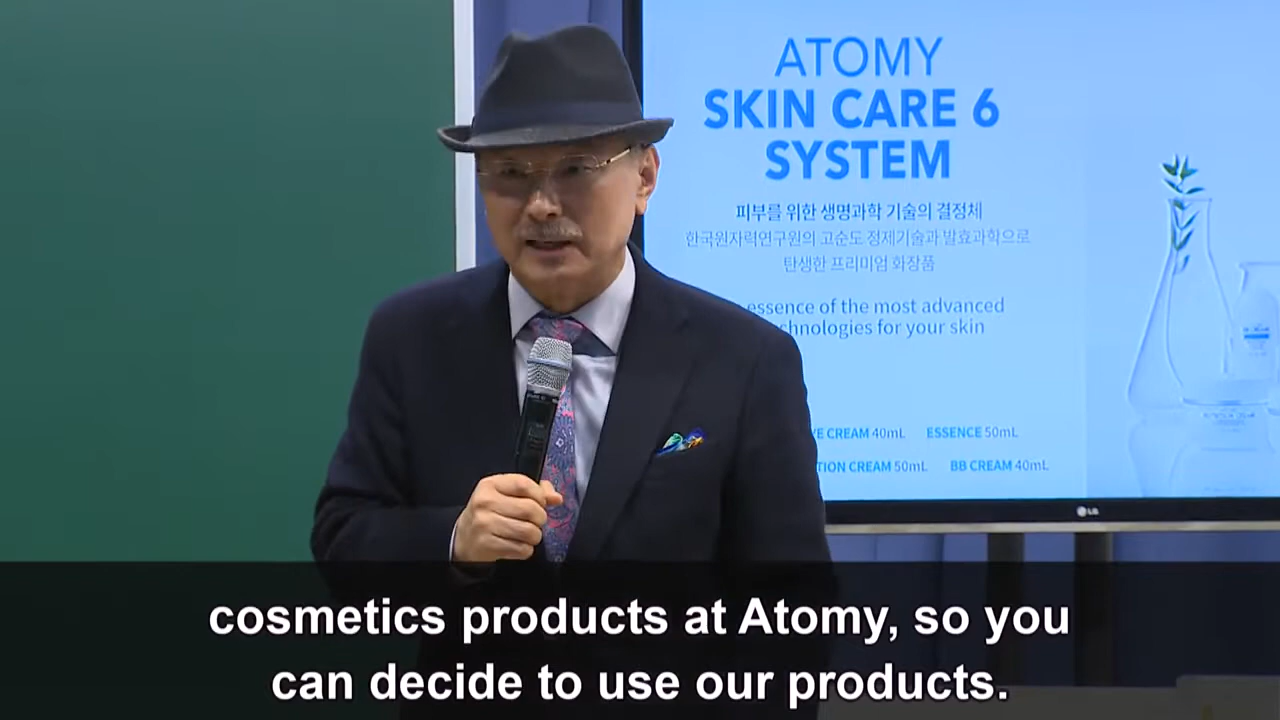 ATOMY
SKIN CARE 6
SYSTEM
피부를 위한 생명과학 기술의 결정체
한국원자력연구원의 고순도 정제기술과 발효과학으로
탄생한 프리미엄 화장품
essence of the most advanced
for your skin
CREAM 40mL ESSENCE 50mL
CREAM 50mL BB CREAM 40mL
LG
cosmetics products at Atomy, so you
can decide to use our products.